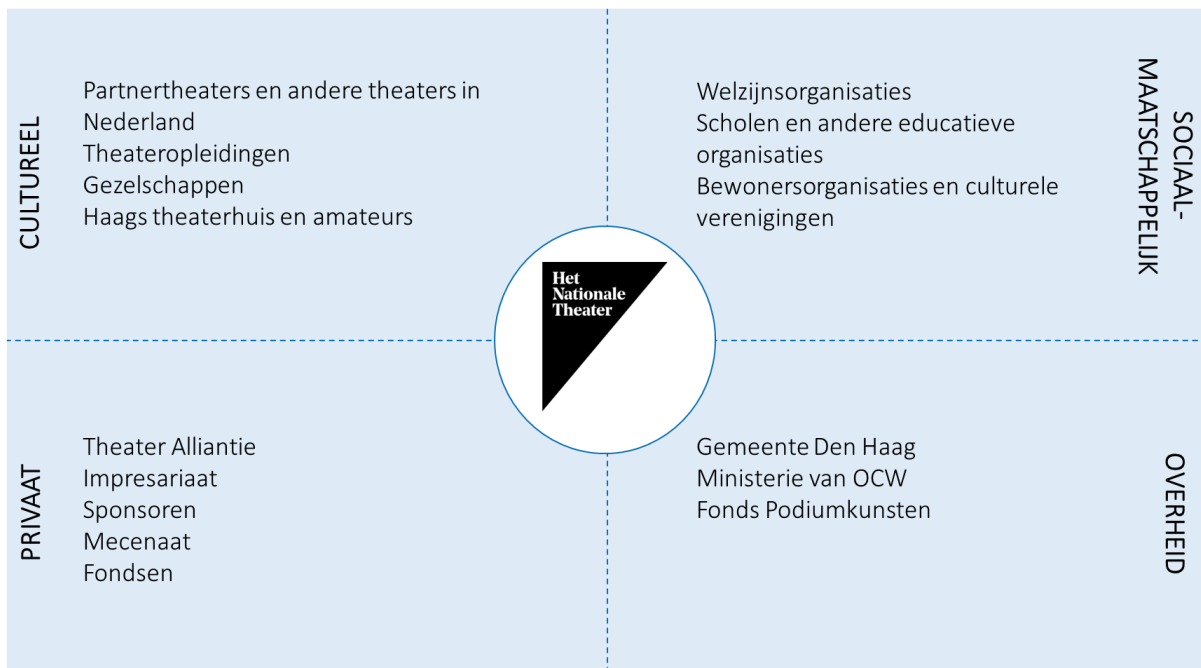 CULTUREEL
Partnertheaters en andere theaters in
Nederland
Theateropleidingen
Gezelschappen
Haags theaterhuis en amateurs
SOCIAAL-
MAATSCHAPPELIJK
Welzijnsorganisaties
Scholen en andere educatieve
organisaties
Bewonersorganisaties en culturele
verenigingen
Het
Nationale
Theater
PRIVAAT
Theater Alliantie
Impresariaat
Sponsoren
Mecenaat
Fondsen
OVERHEID
Gemeente Den Haag
Ministerie van OCW
Fonds Podiumkunsten